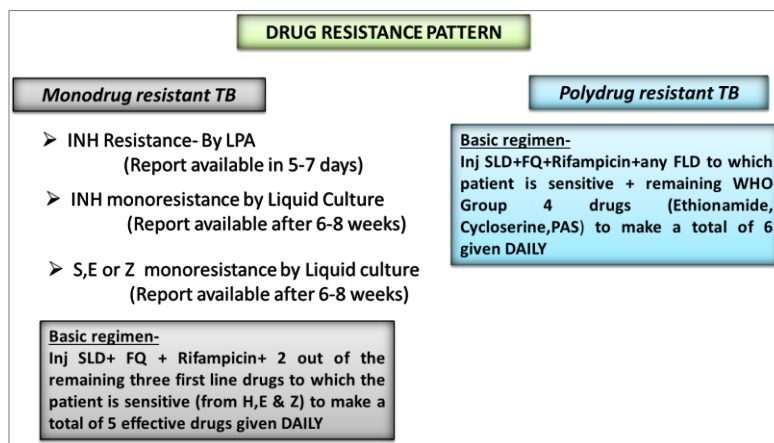 DRUG RESISTANCE PATTERN
Monodrug resistant TB
➢ INH Resistance- By LPA
(Report available in 5-7 days)
➢ INH monoresistance by Liquid Culture
(Report available after 6-8 weeks)
➢ S,E or Z monoresistance by Liquid culture
(Report available after 6-8 weeks)
Basic regimen-
Inj SLD+ FQ + Rifampicin+ 2 out of the
remaining three first line drugs to which the
patient is sensitive (from H,E & Z) to make a
total of 5 effective drugs given DAILY
Polydrug resistant TB
Basic regimen-
Inj SLD+FQ+Rifampicin+any FLD to which
patient is sensitive + remaining WHO
Group 4 drugs (Ethionamide,
Cycloserine,PAS) to make a total of 6
given DAILY